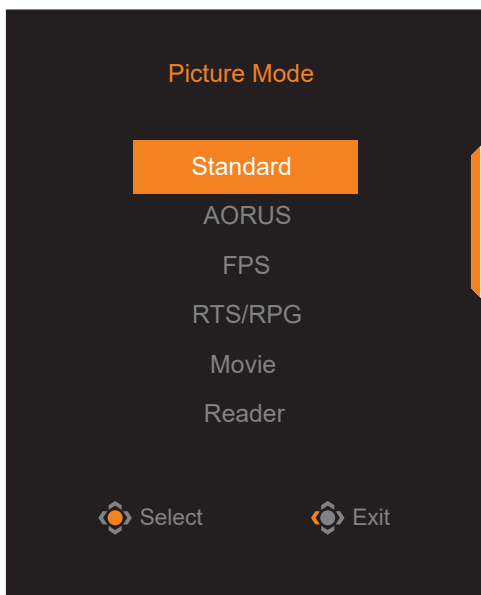 Picture Mode
Standard
AORUS
FPS
RTS/RPG
Movie
Reader
Select Exit